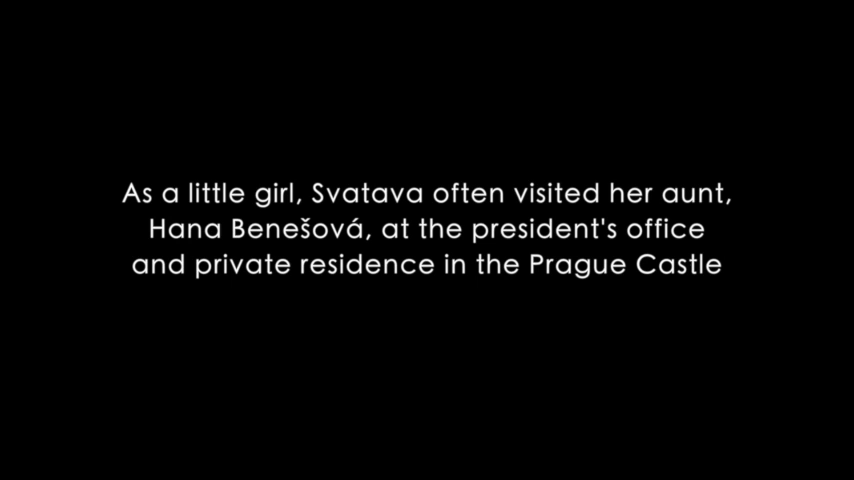 As a little girl, Svatava often visited her aunt,
Hana Benešová, at the president's office
and private residence in the Prague Castle